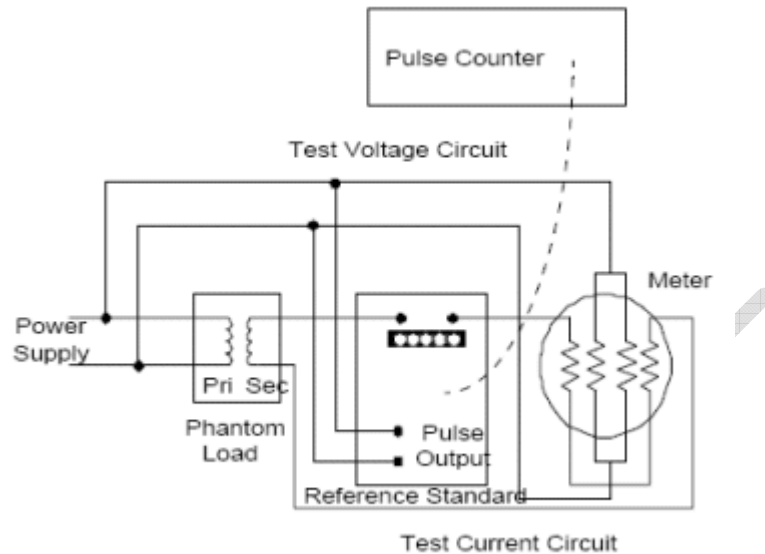 Pulse Counter
Test Voltage Circuit
Meter
Power
Supply
Pri Sec
Phantom
Load
Pulse
Output
Reference Standard
Test Current Circuit